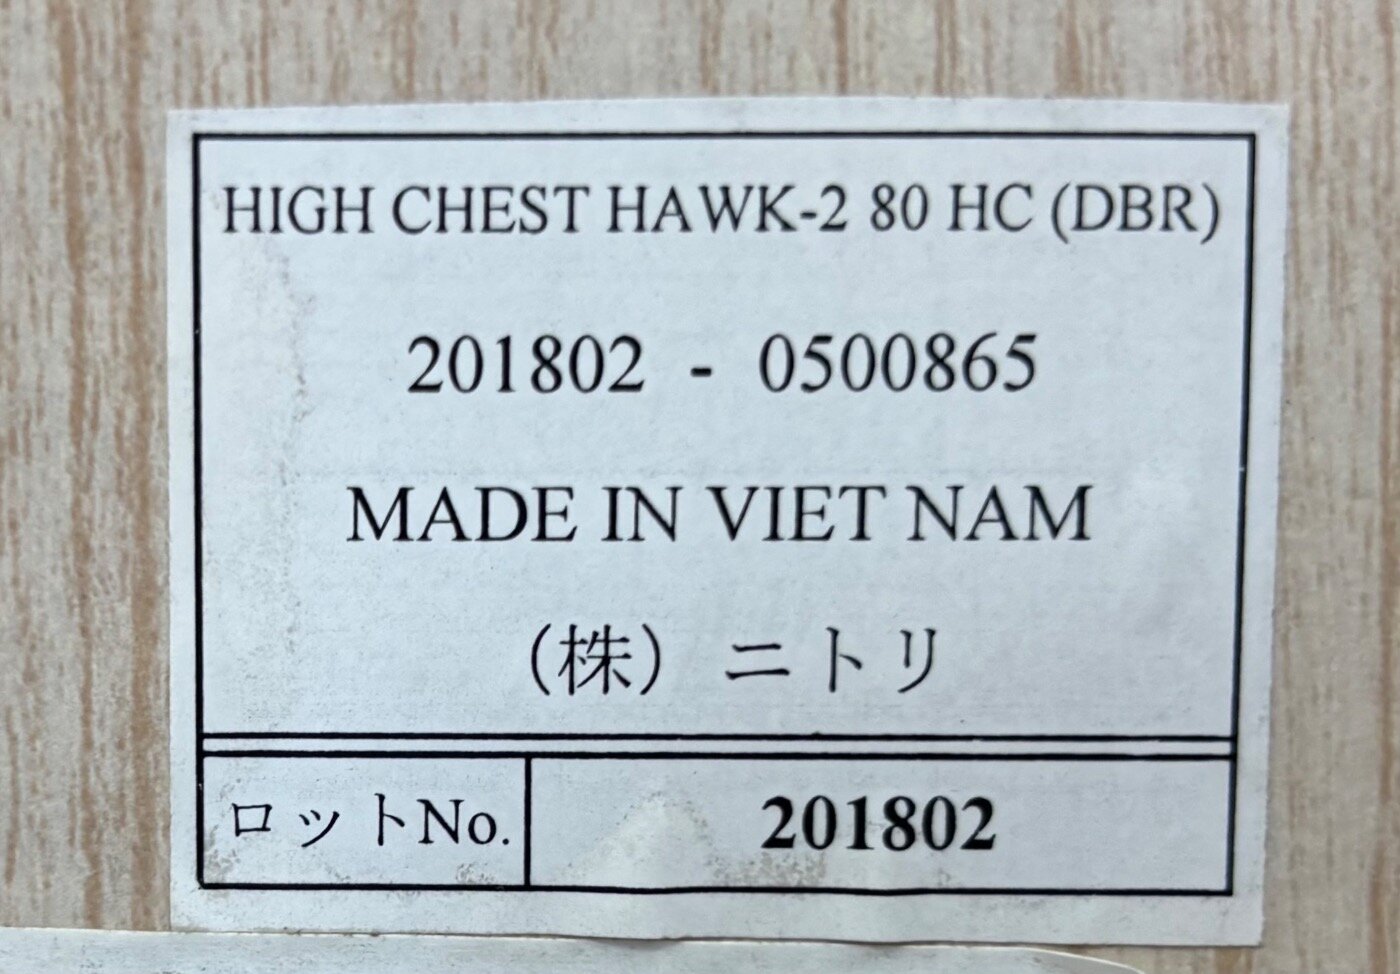 HIGH CHEST HAWK-2 80 HC (DBR)
201802 - 0500865
MADE IN VIET NAM
（株）ニトリ
ロットNo. 201802